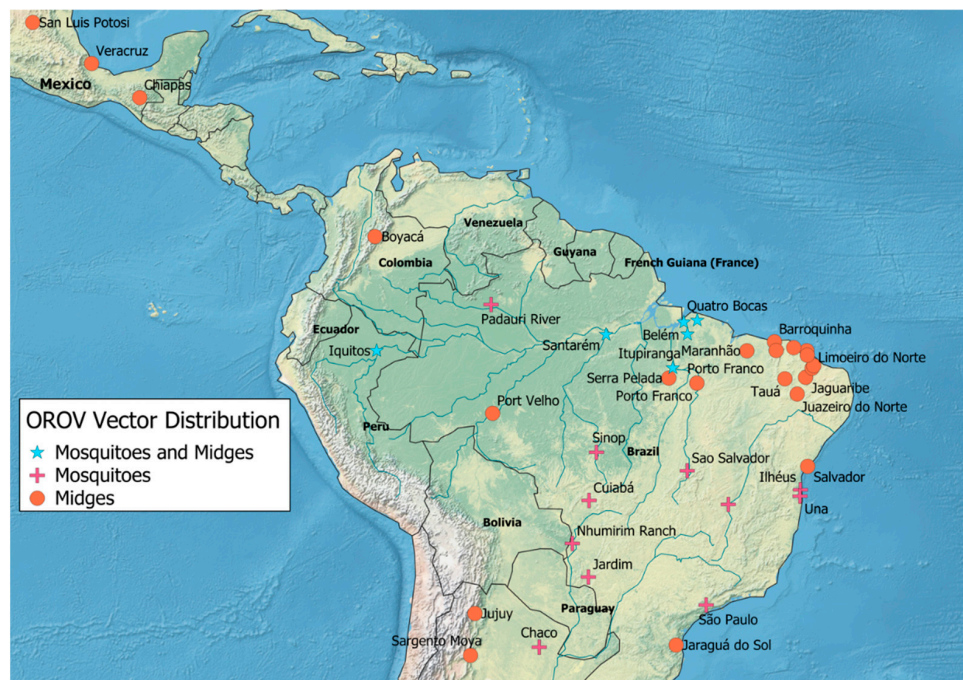 San Luis Potosi
Veracruz
Mexico
Chiapas
Boyacá
Venezuela
Guyana
Colombia
French Guiana (France)
Quatro Bocas
Padauri River
Ecuador
Belém
Barroquinha
Santarém
Iquitos
Itupiranga
Maranhão
Limoeiro do Norte
Porto Franco
Serra Pelada
Porto Franco
Tauá
Jaguaribe
Port Velho
Juazeiro do Norte
Peru
OROV Vector Distribution
Mosquitoes and Midges
Mosquitoes
Midges
Sinop
Brazil
Sao Salvador
Ilhéus
Salvador
Cuiabá
Una
Bolivia
Nhumirim Ranch
Jardim
Paraguay
Jujuy
São Paulo
Chaco
Sargento Moya
Jaraguá do Sol